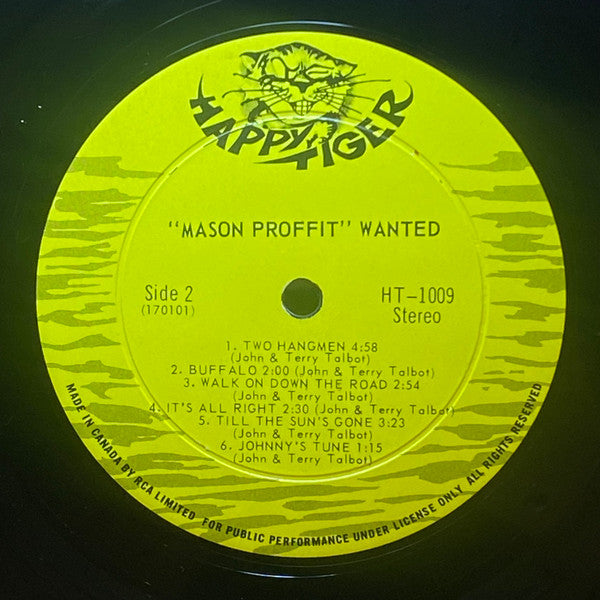 HAPPY TIGER
"MASON PROFFIT" WANTED
Side 2
(170101)
HT-1009
Stereo
1. TWO HANGMEN 4:58
(John & Terry Talbot)
2. BUFFALO 2:00 (John & Terry Talbot)
3. WALK ON DOWN THE ROAD 2:54
(John & Terry Talbot)
4. IT'S ALL RIGHT 2:30 (John & Terry Talbot)
5. TILL THE SUN'S GONE 3:23
(John & Terry Talbot)
6. JOHNNY'S TUNE 1:15
(John & Terry Talbot)
MADE IN CANADA BY RCA LIMITED FOR PUBLIC PERFORMANCE UNDER LICENSE ONLY ALL RIGHTS RESERVED